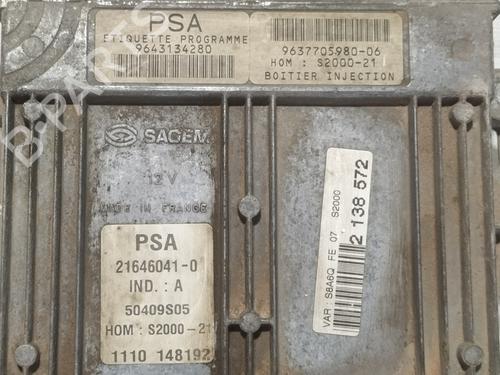 PSA
ETIQUETTE PROGRAMME
9643134280
9637705980-06
HOM : S2000-21
BOITIER INJECTION
SAGEM
12 V
MADE IN FRANCE
PSA
21646041-0
IND. : A
50409S05
HOM : S2000-21
1110 148192
VAR : S8A6Q FE 07 S2000
2 138 572
B-PARTS